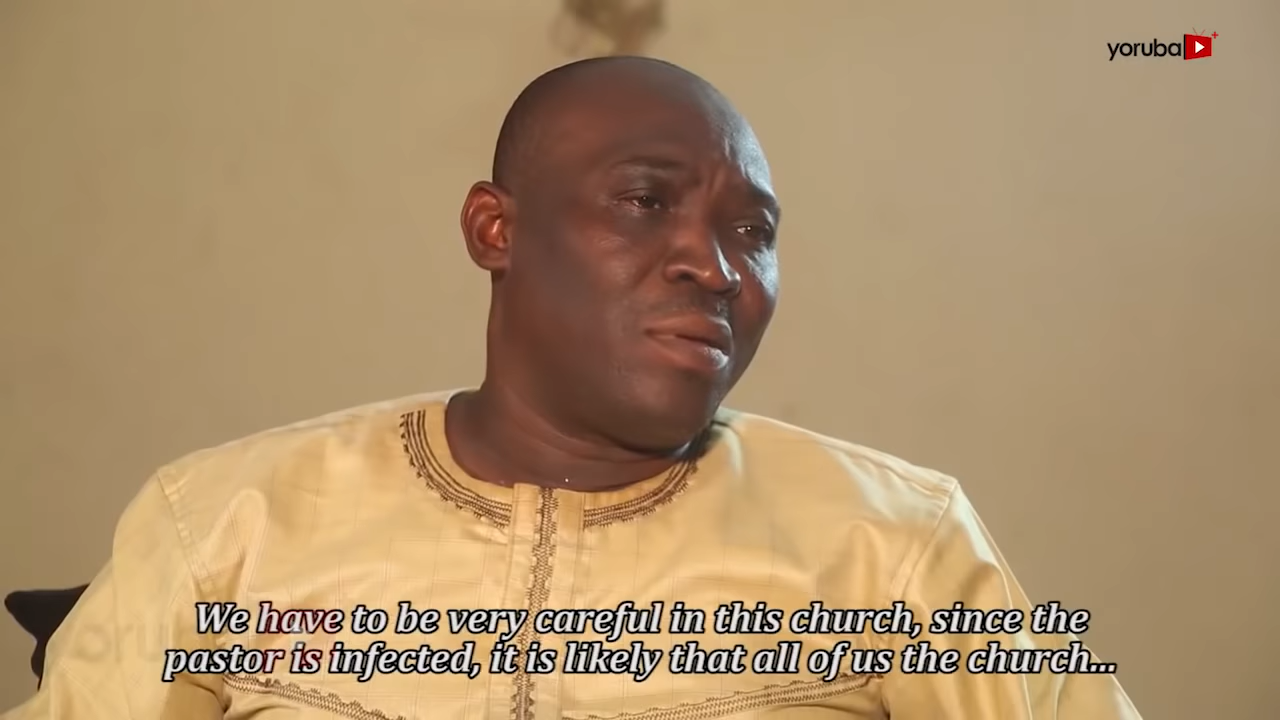 yoruba
We have to be very careful in this church, since the
pastor is infected, it is likely that all of us the church...